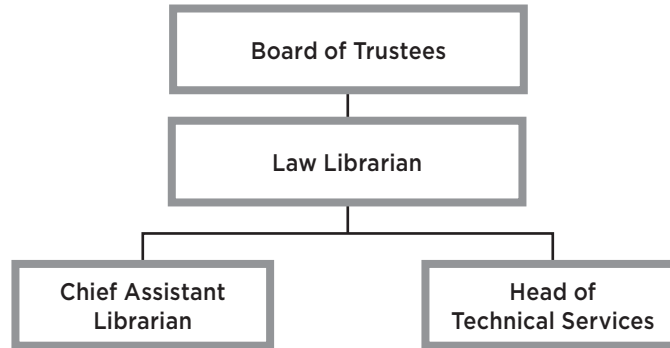 Board of Trustees
Law Librarian
Chief Assistant
Librarian
Head of
Technical Services